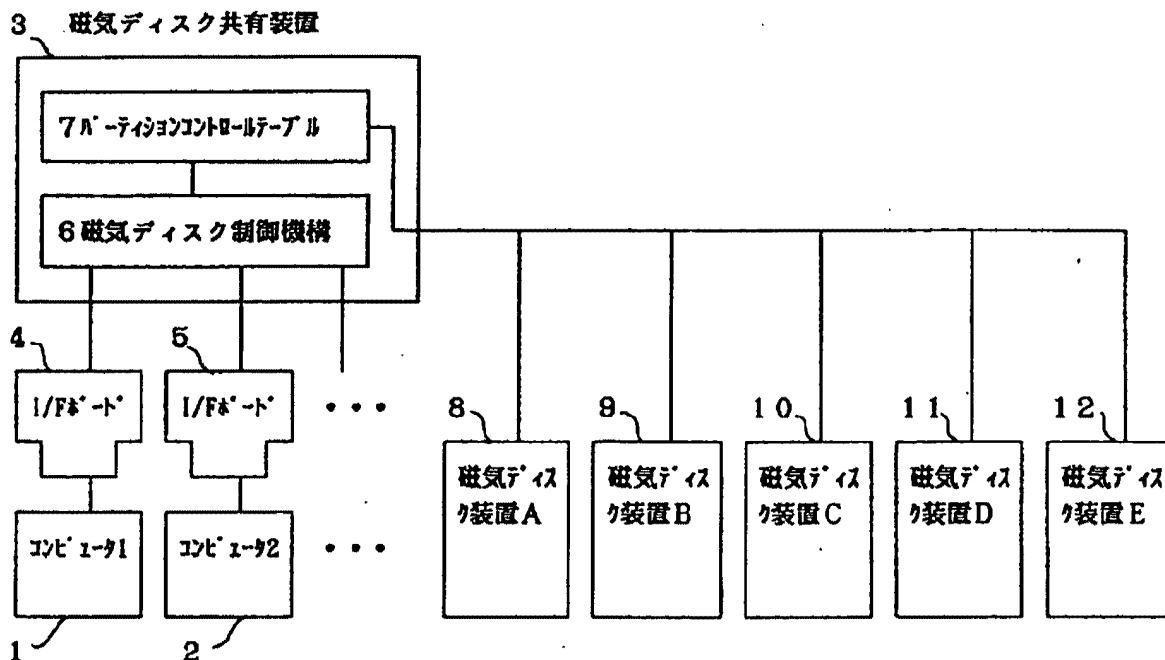 3 磁気ディスク共有装置
7パーティションコントロールテーブル
6磁気ディスク制御機構
4 5
I/Fボード I/Fボード ・・・
8 9 10 11 12
磁気ディス 磁気ディス 磁気ディス 磁気ディス 磁気ディス
ク装置A ク装置B ク装置C ク装置D ク装置E
コンピュータ1 コンピュータ2 ・・・
1 2